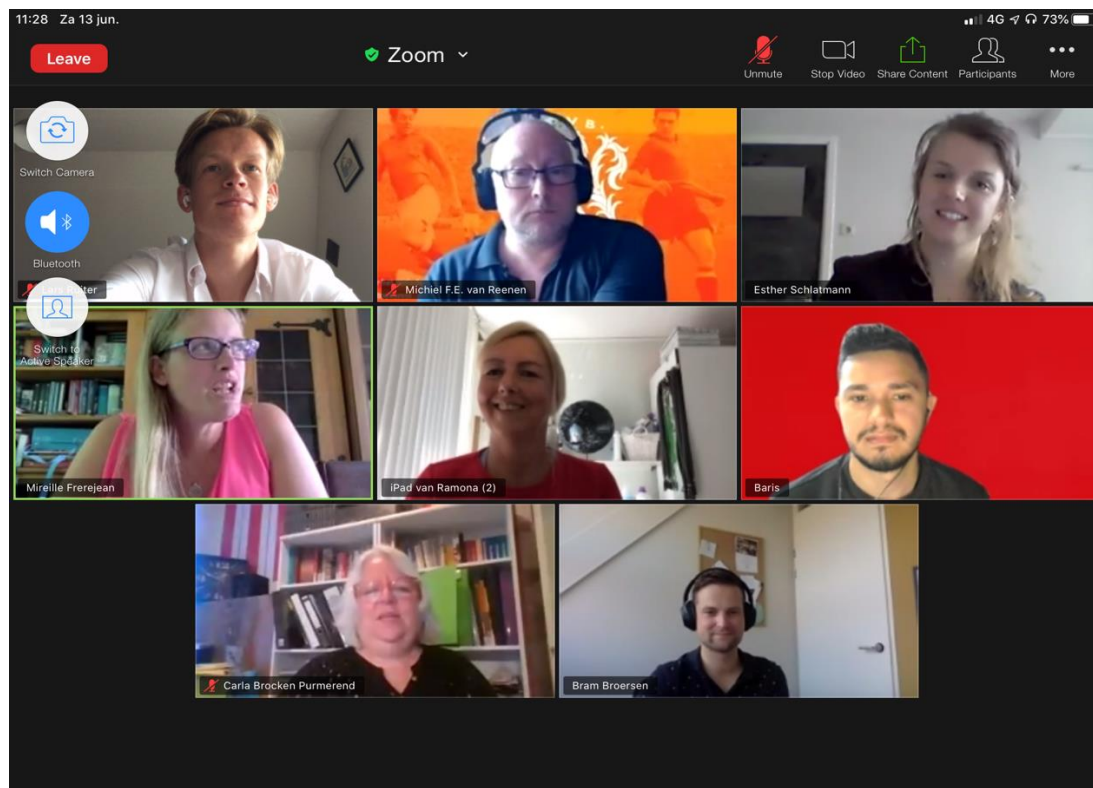 11:28 Za 13 jun.
4G 73%
Leave
Zoom
Unmute
Stop Video
Share Content
Participants
More
Switch Camera
Bluetooth
Switch to
Active Speaker
Ruiter
Michiel F.E. van Reenen
Esther Schlatmann
Mireille Frerejean
iPad van Ramona (2)
Baris
Carla Brocken Purmerend
Bram Broersen